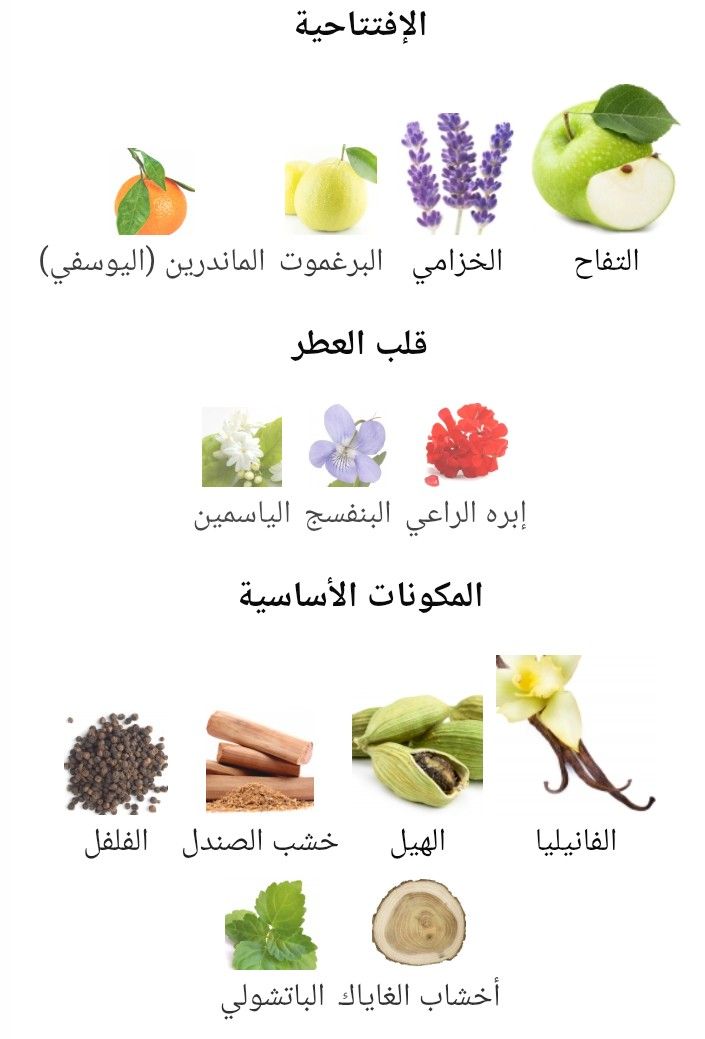 الإفتتاحية
التفاح الخزامي البرغموت الماندرين (اليوسفي)
قلب العطر
إبره الراعي البنفسج الياسمين
المكونات الأساسية
الفانيليا الهيل خشب الصندل الفلفل
أخشاب الغاياك الباتشولي